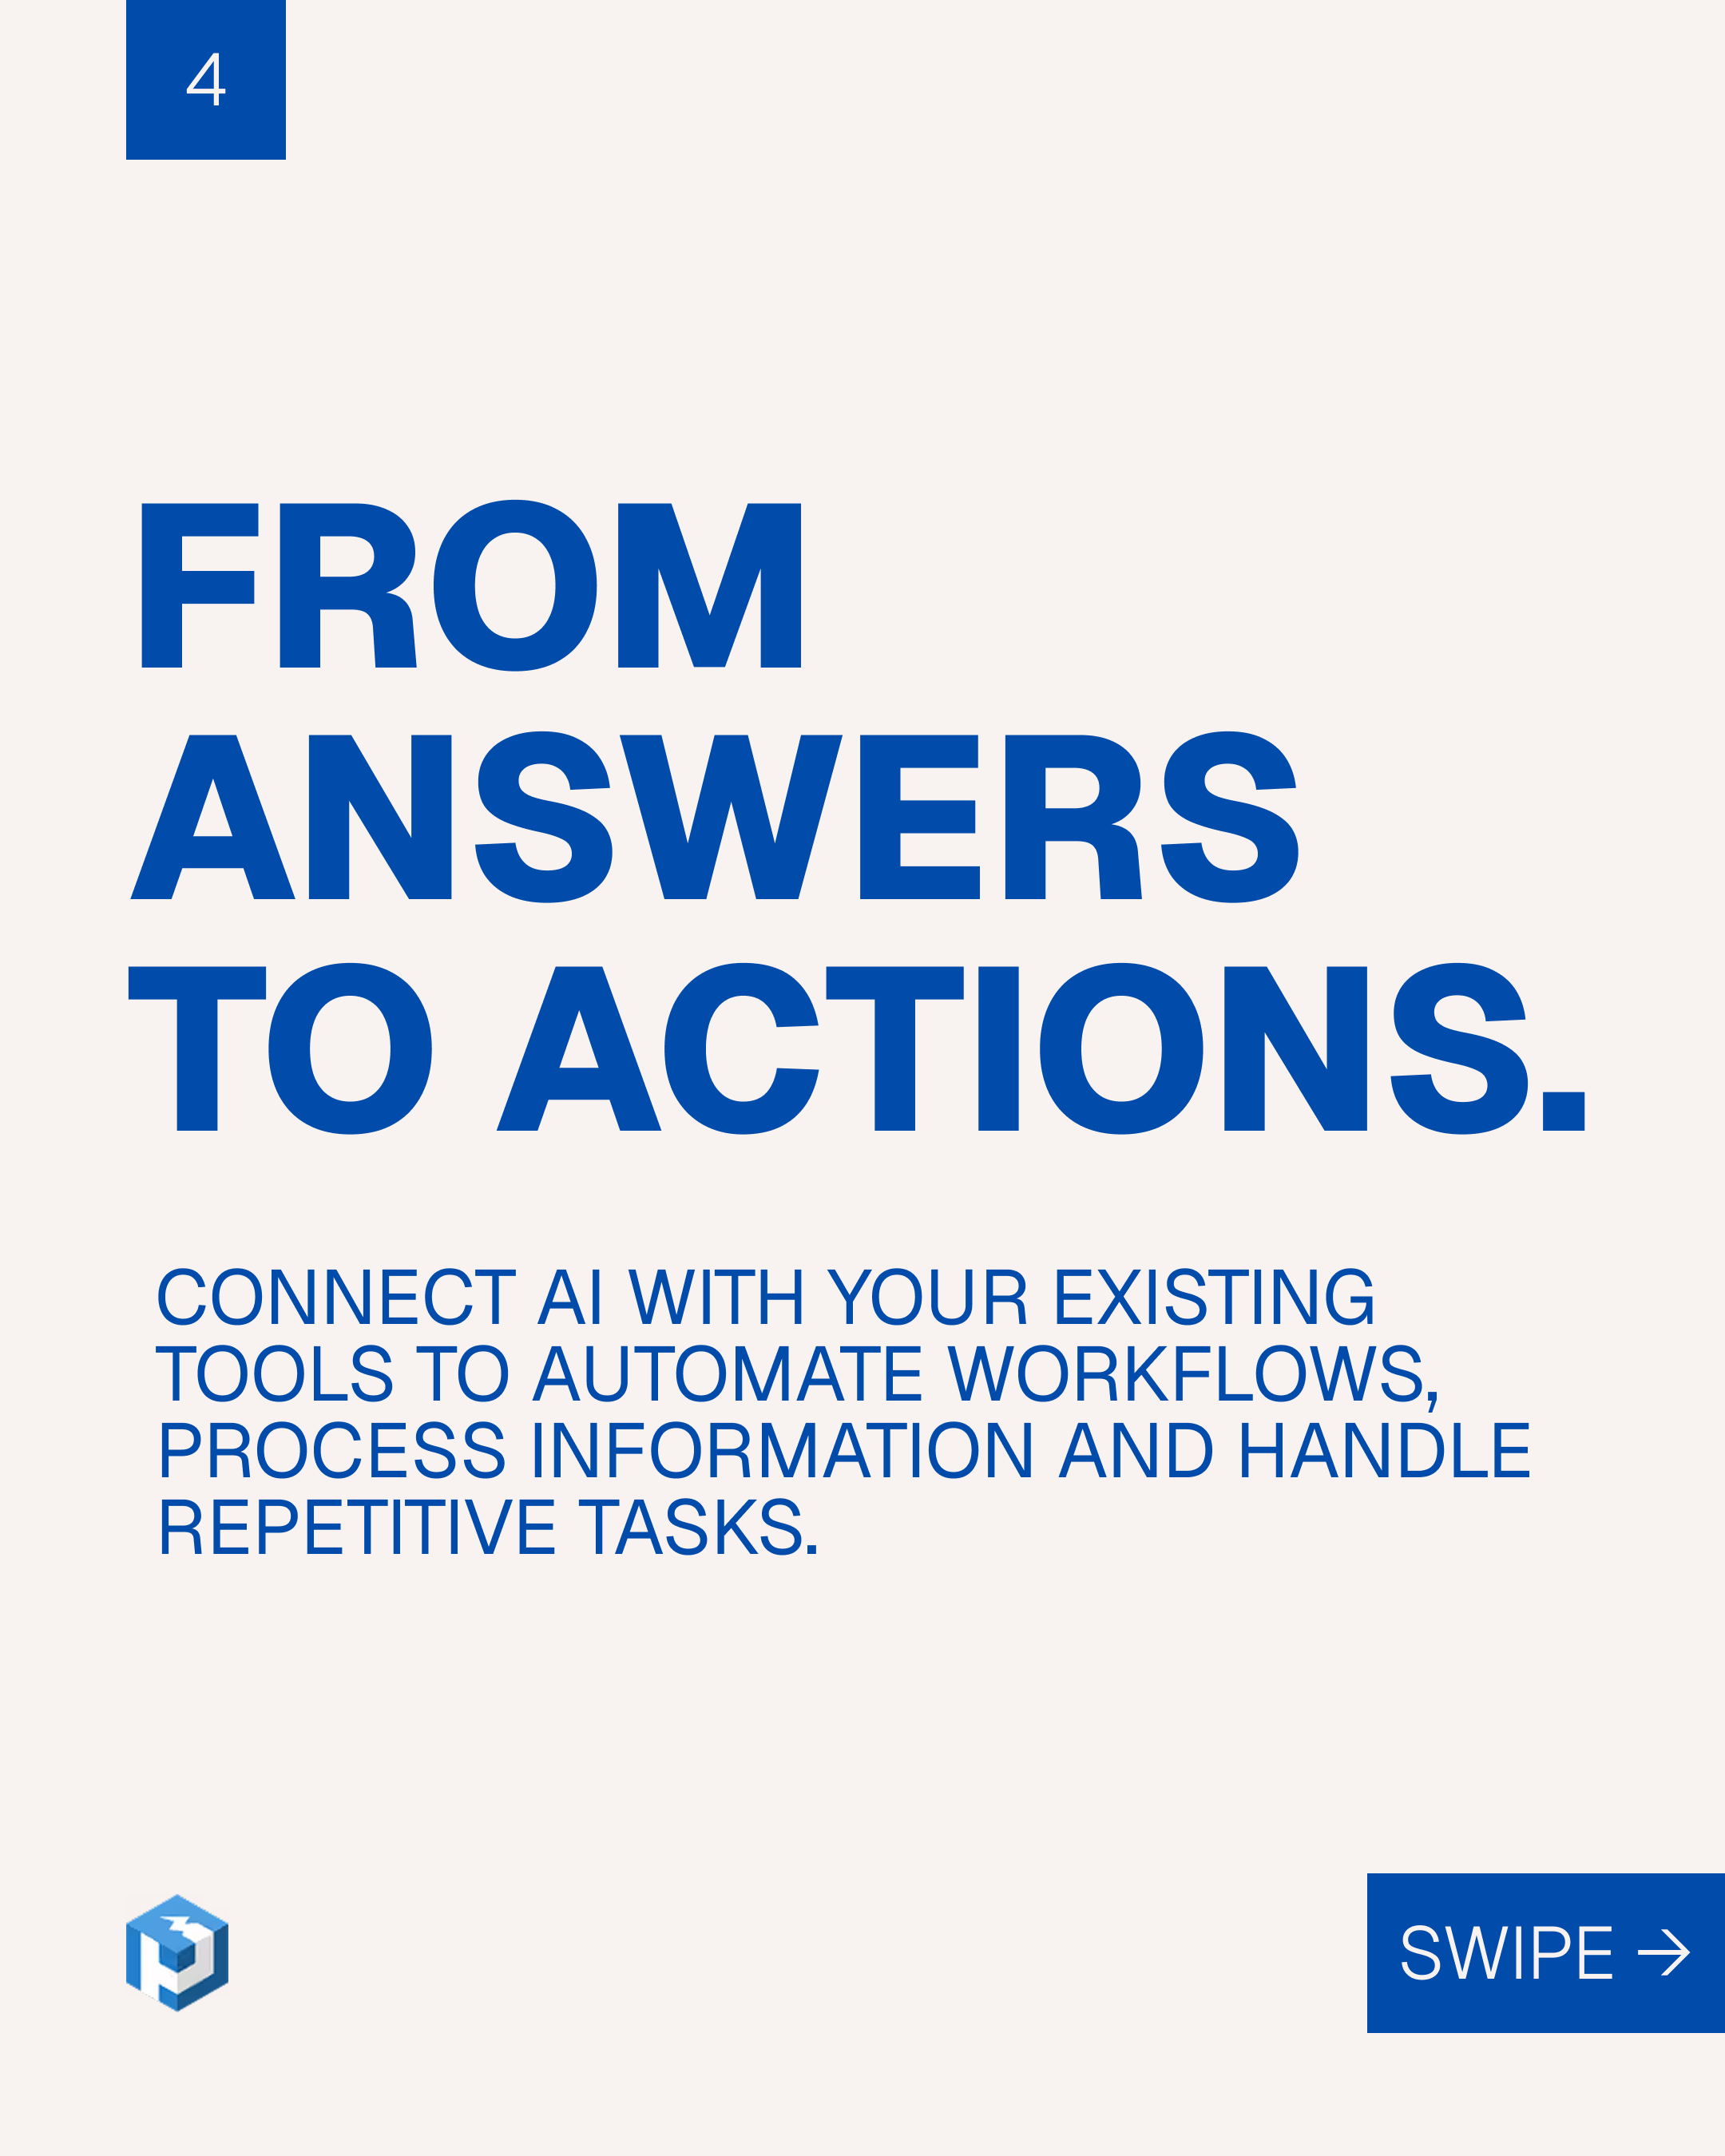 4
FROM
ANSWERS
TO ACTIONS.
CONNECT AI WITH YOUR EXISTING
TOOLS TO AUTOMATE WORKFLOWS,
PROCESS INFORMATION AND HANDLE
REPETITIVE TASKS.
SWIPE →